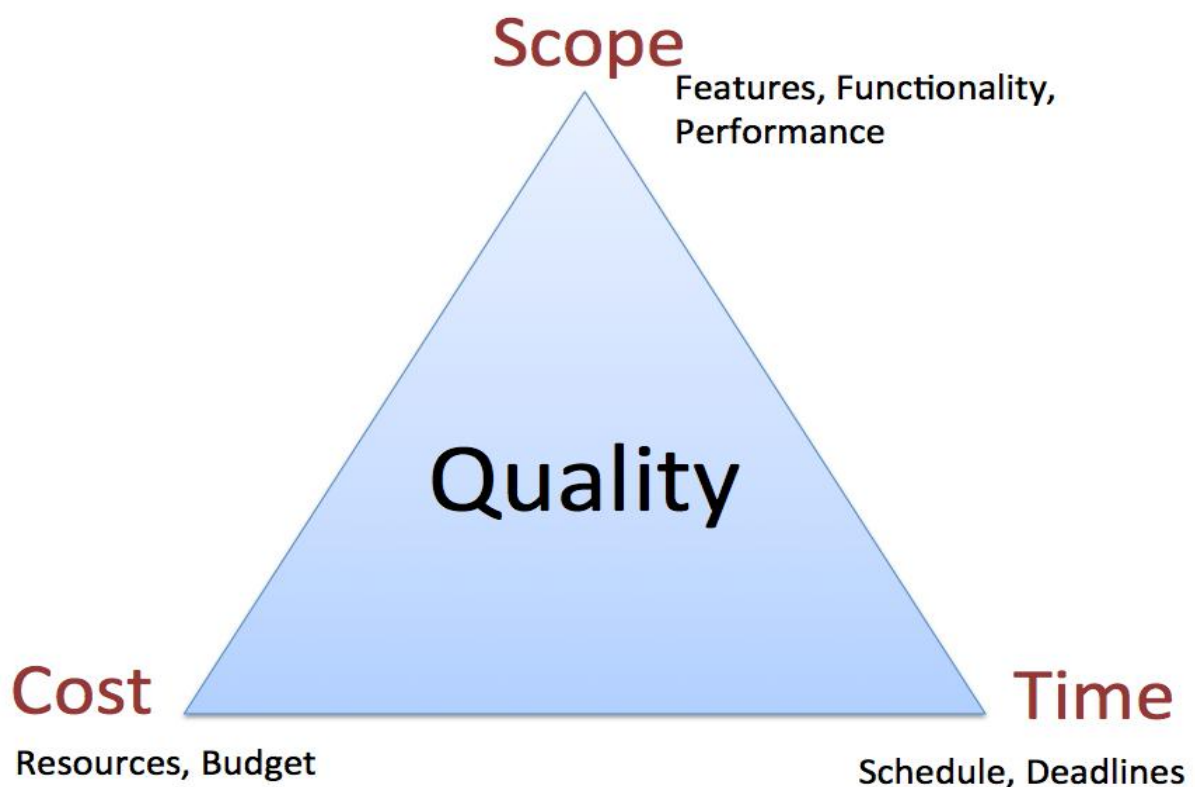 Scope
Features, Functionality,
Performance
Quality
Cost
Resources, Budget
Time
Schedule, Deadlines